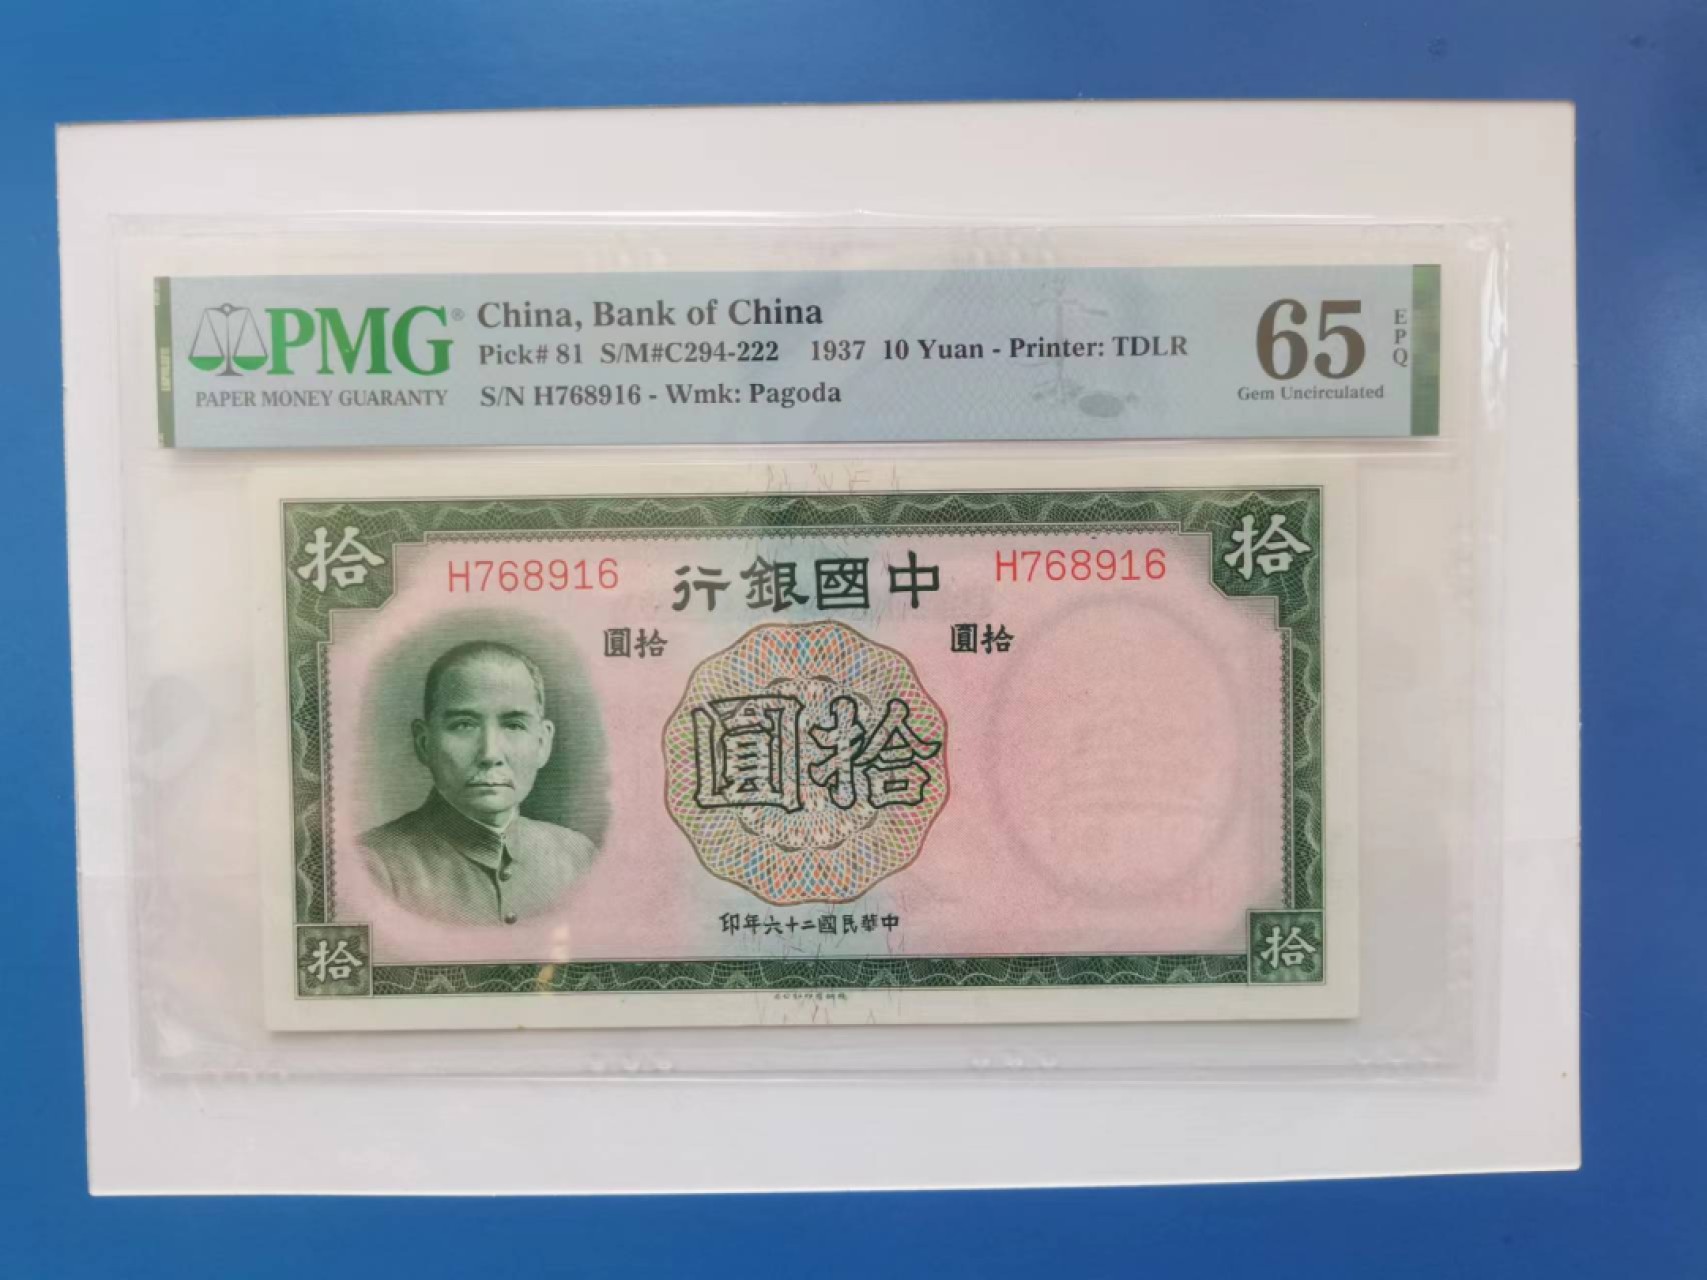 PMG®
PAPER MONEY GUARANTY
China, Bank of China
Pick# 81 S/M#C294-222 1937 10 Yuan - Printer: TDLR
S/N H768916 - Wmk: Pagoda
65
EPQ
Gem Uncirculated
拾
拾
H768916
行銀國中
H768916
圓拾
圓拾
圓拾
印年六十二國民華中
拾
拾